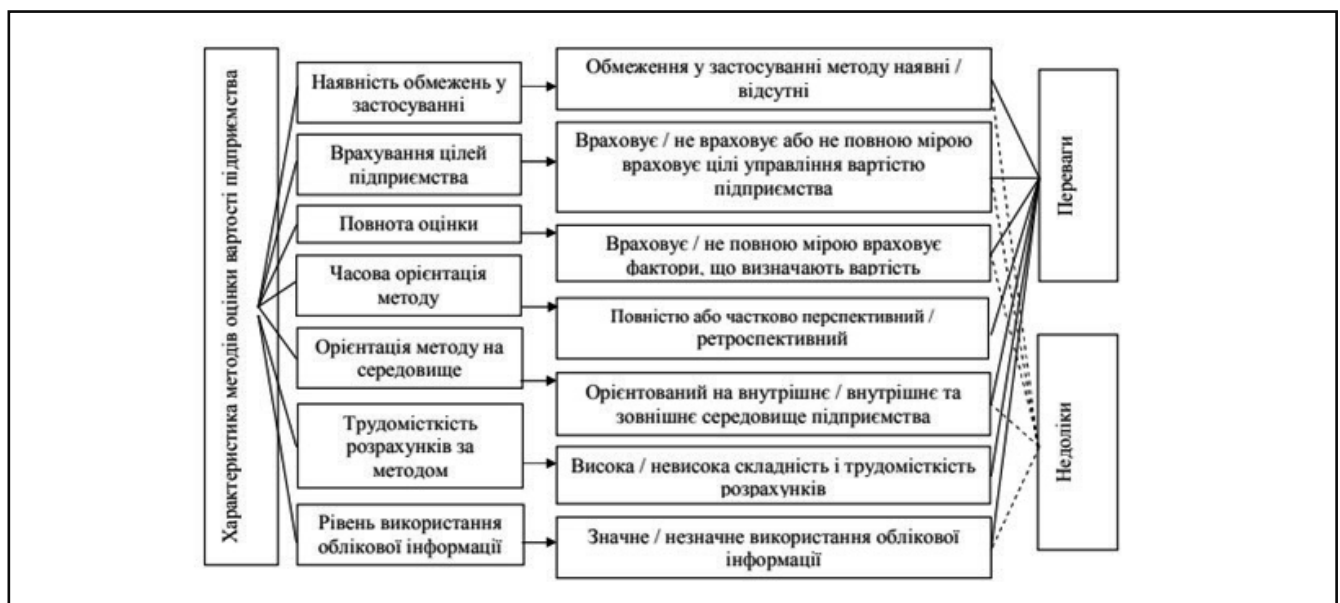 Характеристика методів оцінки вартості підприємства
Наявність обмежень у
застосуванні
Обмеження у застосуванні методу наявні /
відсутні
Врахування цілей
підприємства
Враховує / не враховує або не повною мірою
враховує цілі управління вартістю
підприємства
Повнота оцінки
Враховує / не повною мірою враховує
фактори, що визначають вартість
Часова орієнтація
методу
Повністю або частково перспективний /
ретроспективний
Орієнтація методу на
середовище
Орієнтований на внутрішнє / внутрішнє та
зовнішнє середовище підприємства
Трудомісткість
розрахунків за
методом
Висока / невисока складність і трудомісткість
розрахунків
Рівень використання
облікової інформації
Значне / незначне використання облікової
інформації
Переваги
Недоліки